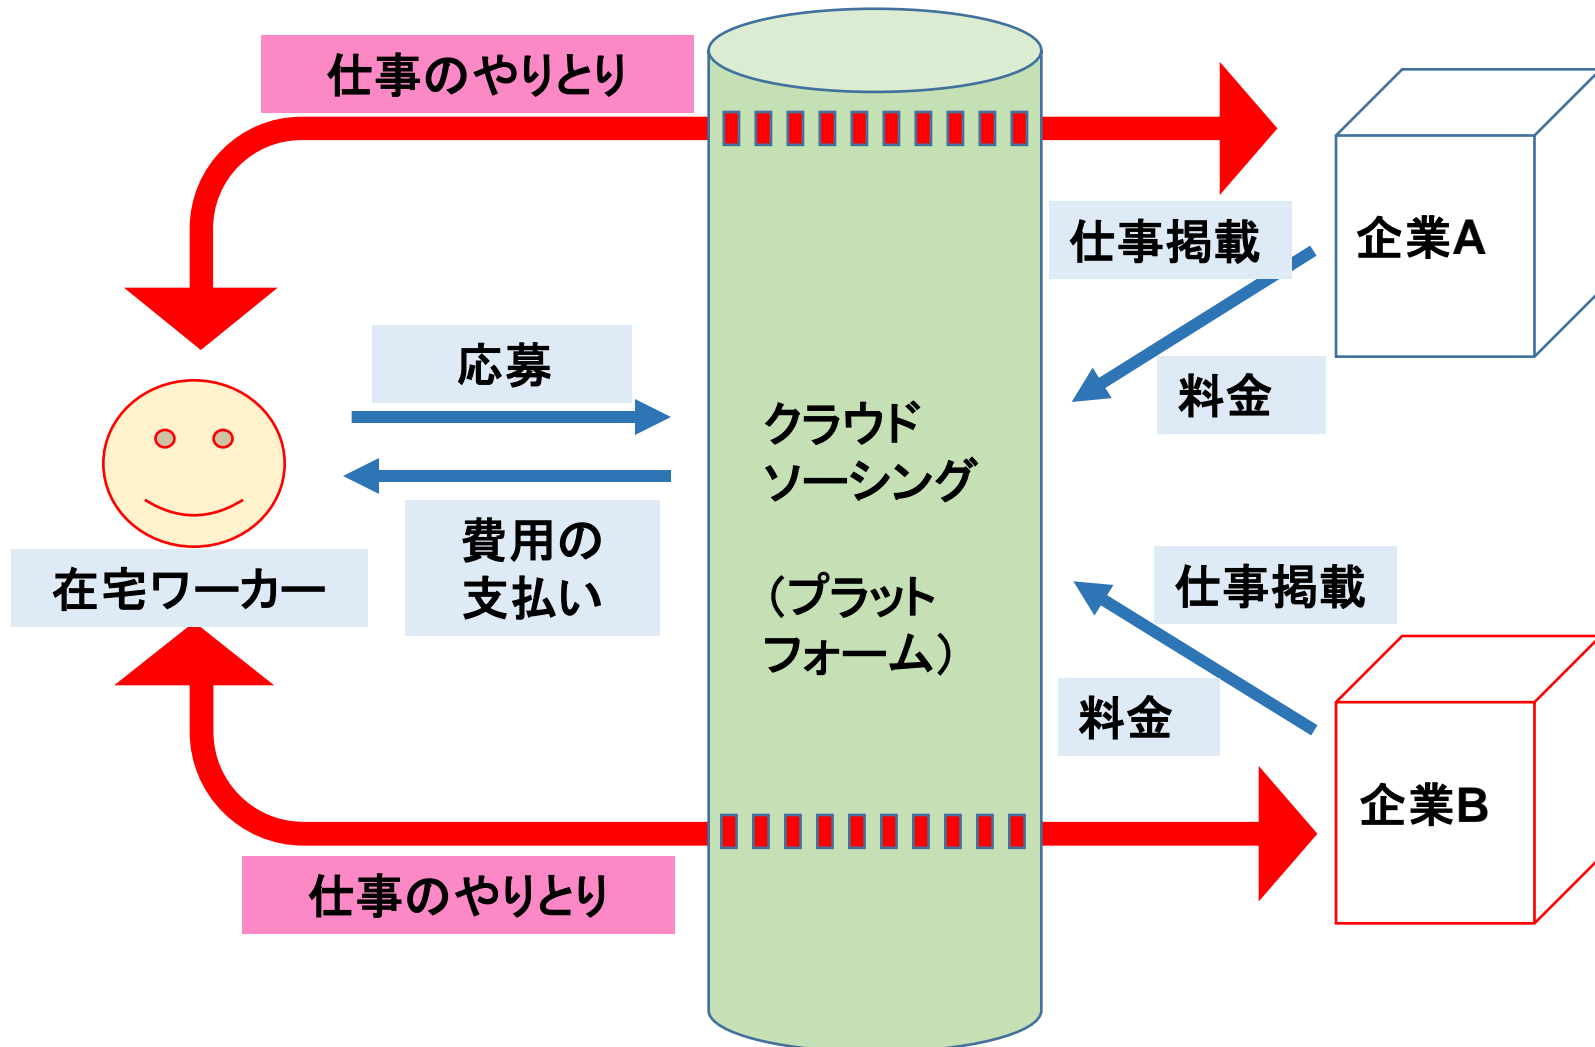 仕事のやりとり
仕事掲載
企業A
応募
料金
クラウド
ソーシング
（プラット
フォーム）
費用の
支払い
在宅ワーカー
仕事掲載
料金
企業B
仕事のやりとり